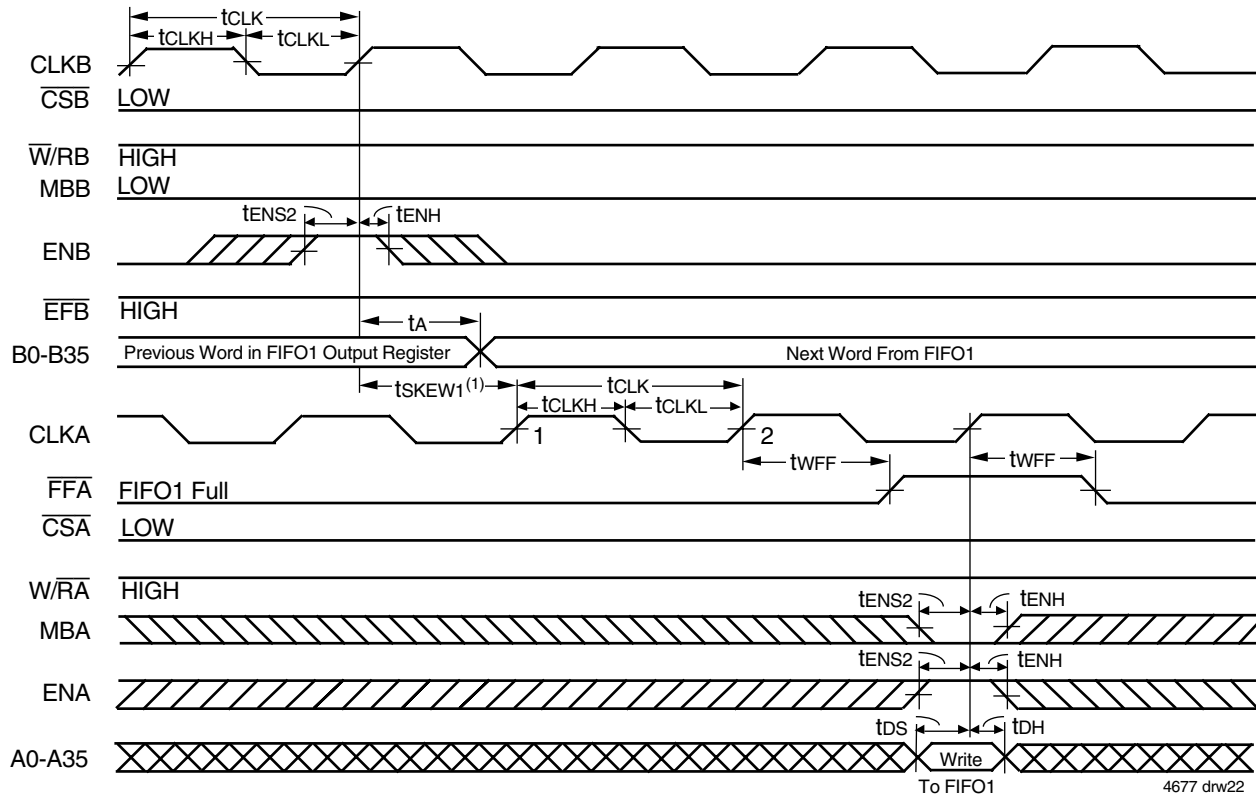 tCLK
tCLKH tCLKL
CLKB
CSB LOW
W/RB HIGH
MBB LOW
tENS2 tENH
ENB
EFB HIGH
tA
B0-B35 Previous Word in FIFO1 Output Register Next Word From FIFO1
tSKEW1(1) tCLK
tCLKH tCLKL
CLKA 1 2
tWFF tWFF
FFA FIFO1 Full
CSA LOW
W/RA HIGH
tENS2 tENH
MBA
tENS2 tENH
ENA
tDS tDH
A0-A35 Write
To FIFO1 4677 drw22